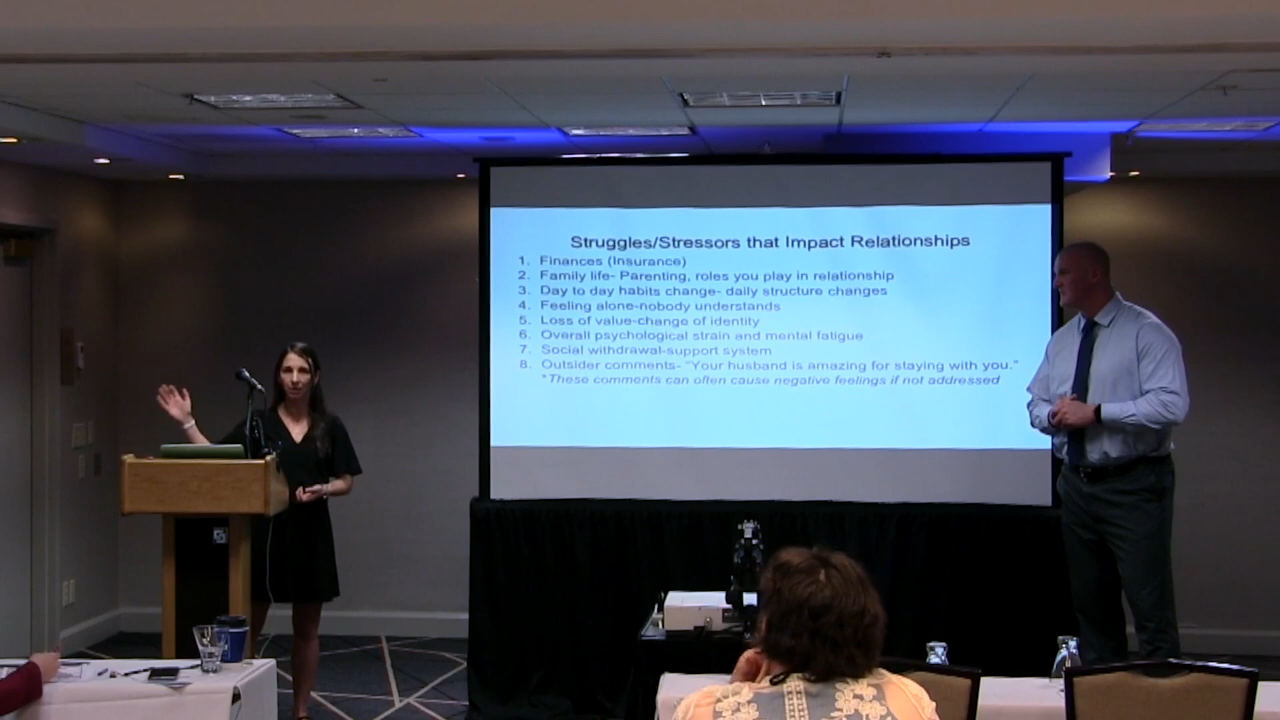 Struggles/Stressors that Impact Relationships
1. Finances (Insurance)
2. Family life- Parenting, roles you play in relationship
3. Day to day habits change- daily structure changes
4. Feeling alone-nobody understands
5. Loss of value-change of identity
6. Overall psychological strain and mental fatigue
7. Social withdrawal-support system
8. Outsider comments- "Your husband is amazing for staying with you."
*These comments can often cause negative feelings if not addressed